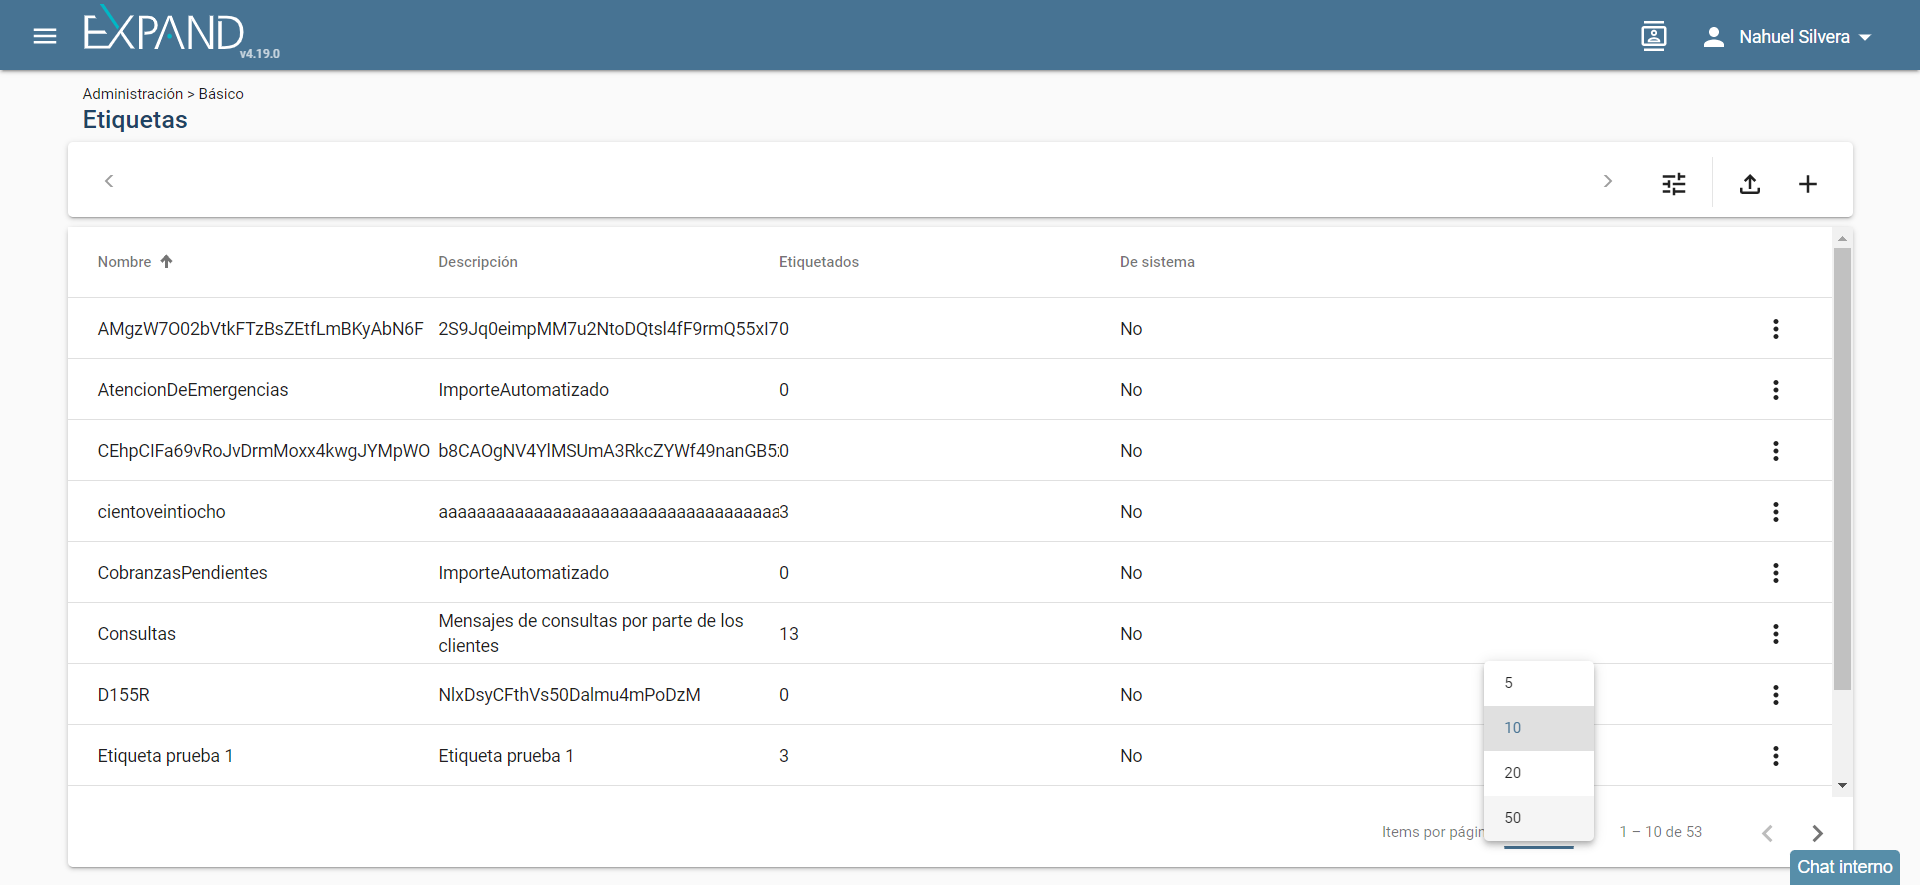 EXPAND
v4.19.0
Nahuel Silvera
Administración > Básico
Etiquetas
Nombre Descripción Etiquetados De sistema
AMgzW7O02bVtkFTzBsZEtfLmBKyAbN6F 2S9Jq0eimpMM7u2NtoDQtsl4fF9rmQ55xI7 0 No
AtencionDeEmergencias ImporteAutomatizado 0 No
CEhpCIFa69vRoJvDrmMoxx4kwgJYMpWO b8CAOgNV4YlMSUmA3RkcZYWf49nanGB5 0 No
cientoveintiocho aaaaaaaaaaaaaaaaaaaaaaaaaaaaaaaaaaaa 3 No
CobranzasPendientes ImporteAutomatizado 0 No
Consultas Mensajes de consultas por parte de los clientes 13 No
D155R NlxDsyCFthVs50Dalmu4mPoDzM 0 No
Etiqueta prueba 1 Etiqueta prueba 1 3 No
5
10
20
50
Items por págin
1 – 10 de 53
Chat interno